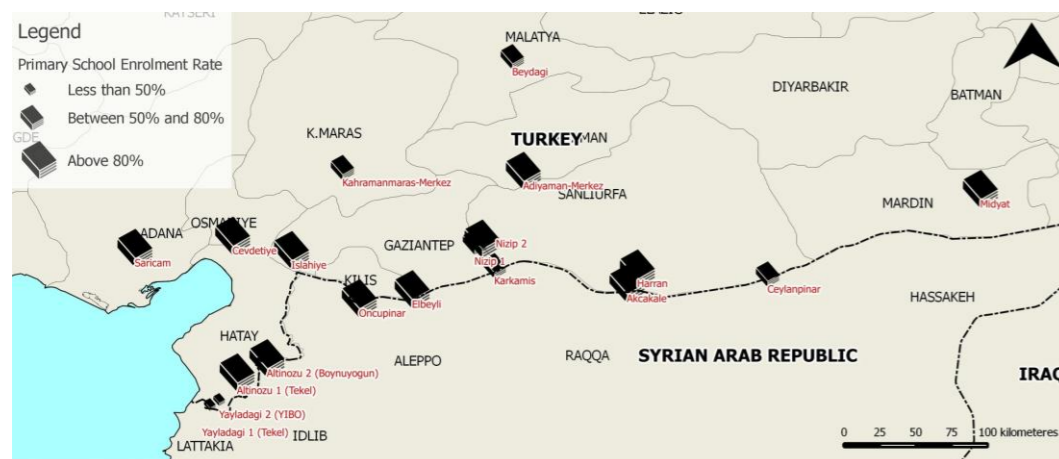 KAYSERI
Legend
Primary School Enrolment Rate
Less than 50%
Between 50% and 80%
Above 80%
GDE
MALATYA
Beydagi
DIYARBAKIR
BATMAN
K.MARAS
TURKEY
MAN
Kahramanmaras-Merkez
Adiyaman-Merkez
SANLIURFA
MARDIN
Midyat
ADANA
Saricam
Cevdetiye
Islahiye
GAZIANTEP
Nizip 2
Nizip 1
Karkamis
KILIS
Oncupinar
Elbeyli
Harran
Akcakale
Ceylanpinar
HASSAKEH
HATAY
Altinozu 2 (Boynuyogun)
Altinozu 1 (Tekel)
ALEPPO
RAQQA
SYRIAN ARAB REPUBLIC
IRAQ
Yayladagi 2 (YIBO)
Yayladagi 1 (Tekel)
IDLIB
LATTAKIA
0 25 50 75 100 kilometeres